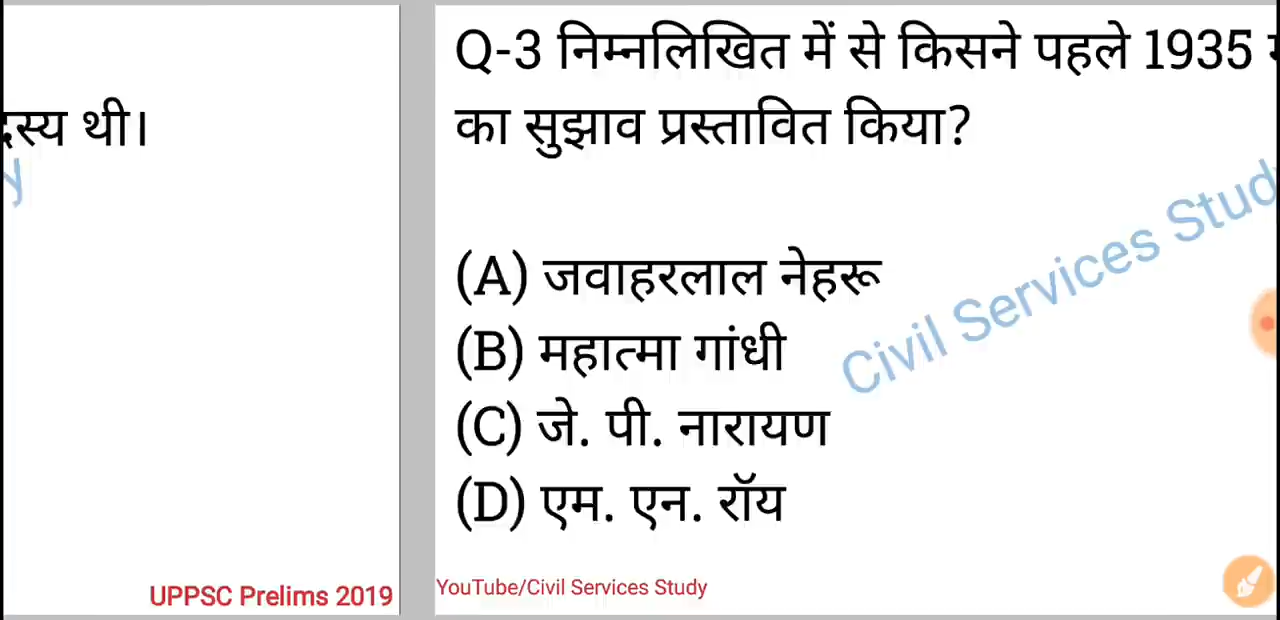 स्य थी।
UPPSC Prelims 2019
Q-3 निम्नलिखित में से किसने पहले 1935
का सुझाव प्रस्तावित किया?
Civil Services Stud
(A) जवाहरलाल नेहरू
(B) महात्मा गांधी
(C) जे. पी. नारायण
(D) एम. एन. रॉय
YouTube/Civil Services Study